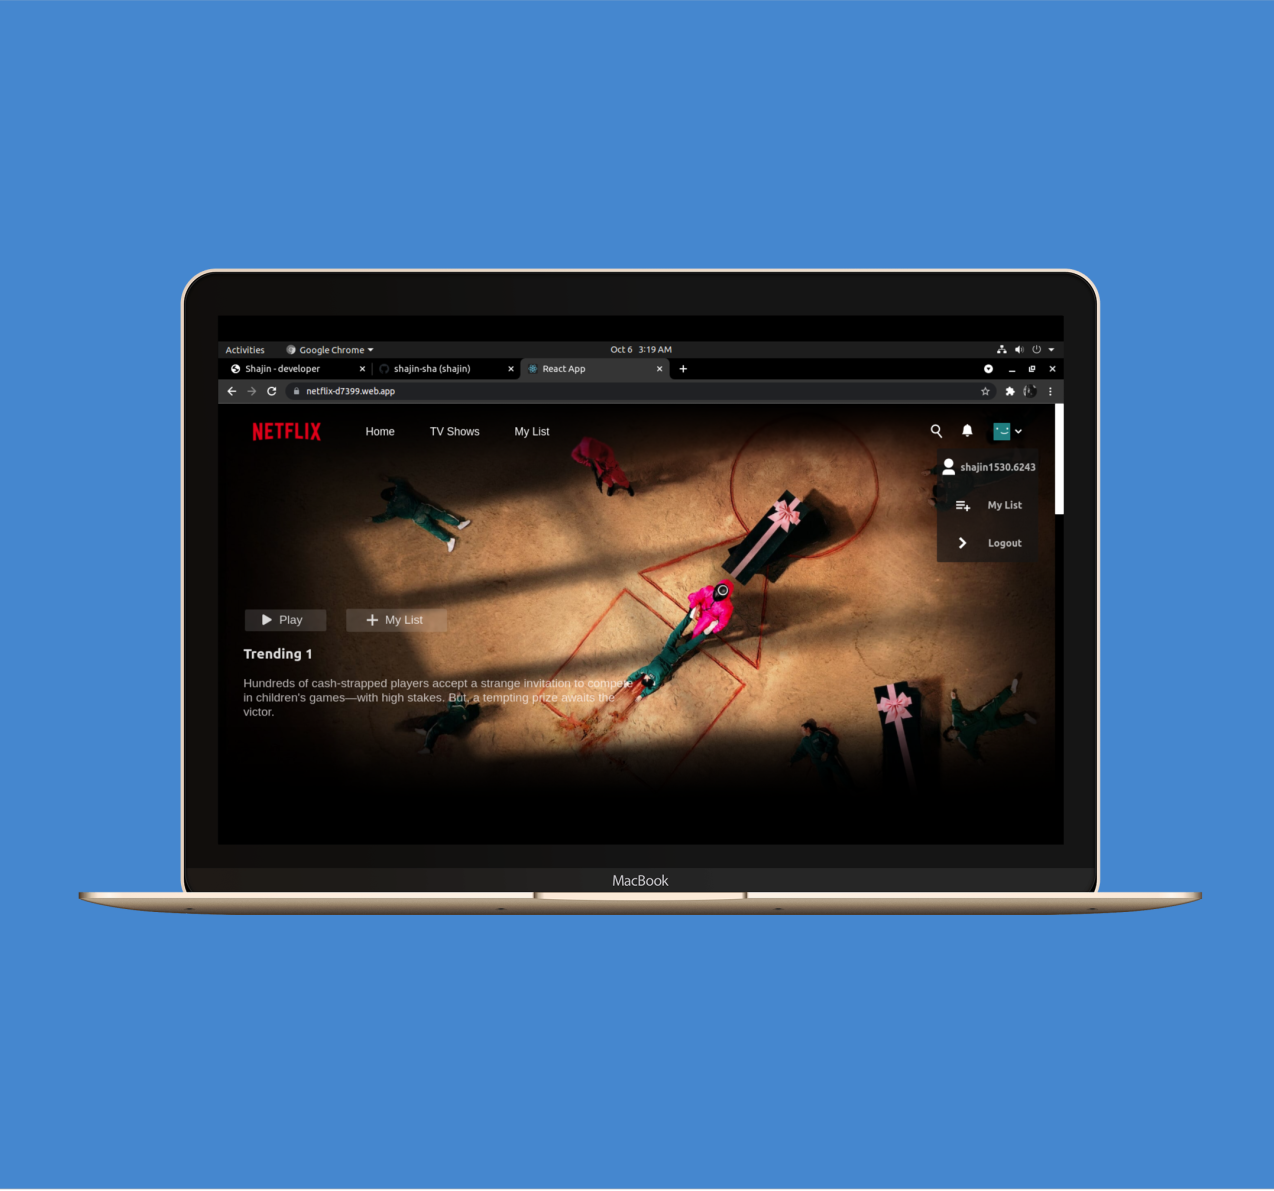 Activities Google Chrome Oct 6 3:19 AM
Shajin - developer shajin-sha (shajin) React App
netflix-d7399.web.app
NETFLIX Home TV Shows My List
shajin1530.6243
My List
Logout
Play My List
Trending 1
Hundreds of cash-strapped players accept a strange invitation to compete
in children's games—with high stakes. But, a tempting prize awaits the
victor.
MacBook